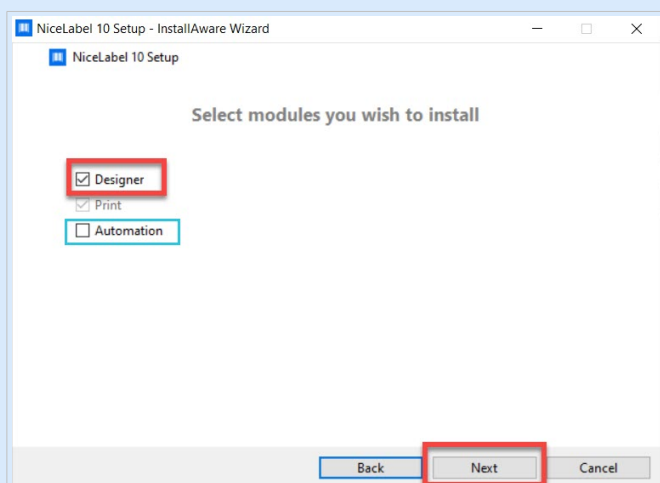 NiceLabel 10 Setup - InstallAware Wizard
NiceLabel 10 Setup
Select modules you wish to install
Designer
Print
Automation
Back Next Cancel